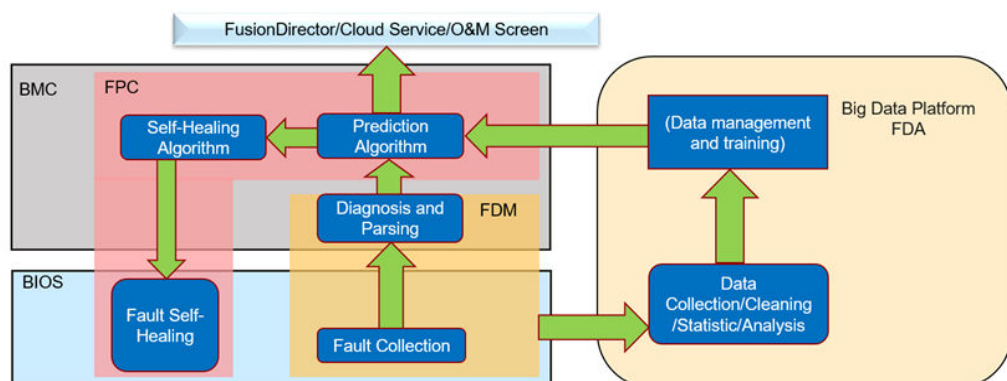 FusionDirector/Cloud Service/O&M Screen
BMC
FPC
Self-Healing
Algorithm
Prediction
Algorithm
(Data management
and training)
Big Data Platform
FDA
Diagnosis and
Parsing
FDM
BIOS
Fault Self-
Healing
Fault Collection
Data
Collection/Cleaning
/Statistic/Analysis